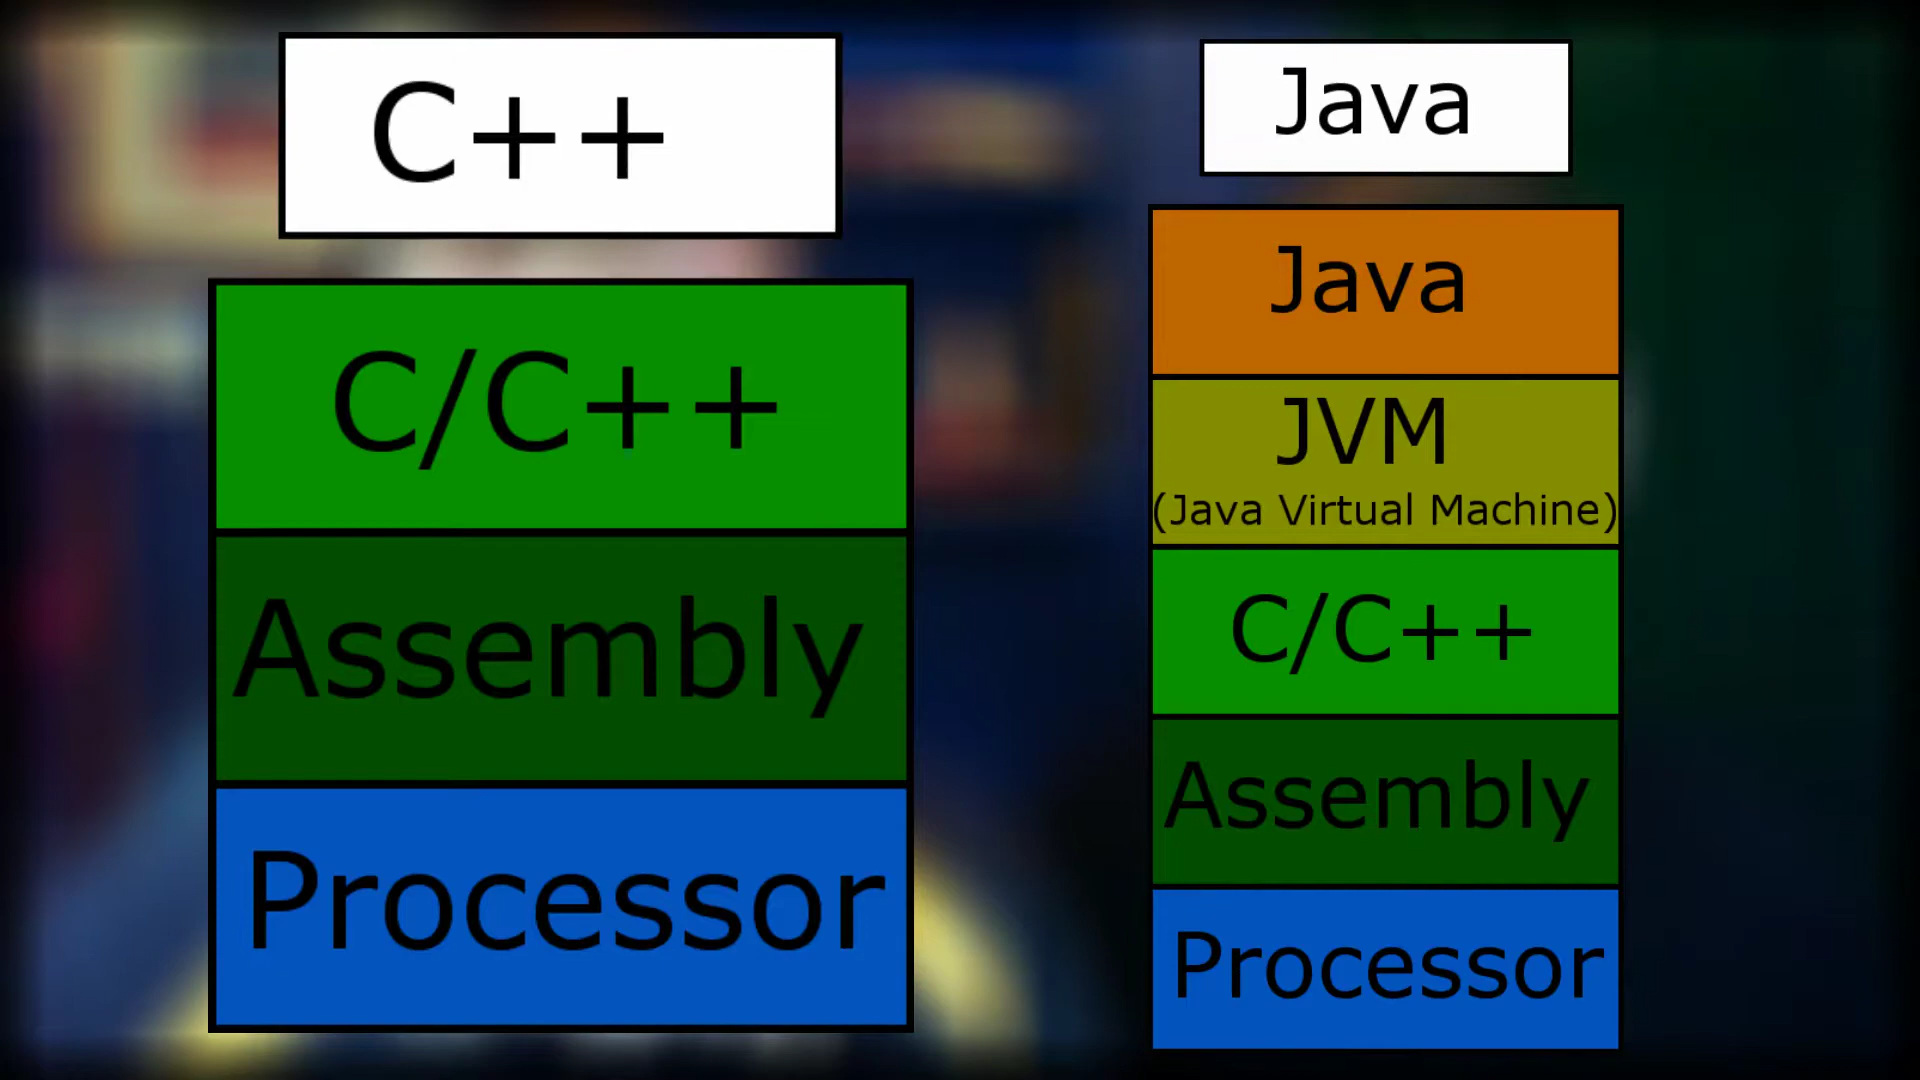 C++
C/C++
Assembly
Processor
Java
Java
JVM
(Java Virtual Machine)
C/C++
Assembly
Processor